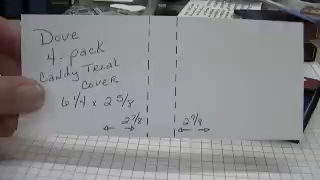 Dove
4-pack
Candy Treat
Cover
6 1/4 x 2 5/8
2 7/8 2 7/8